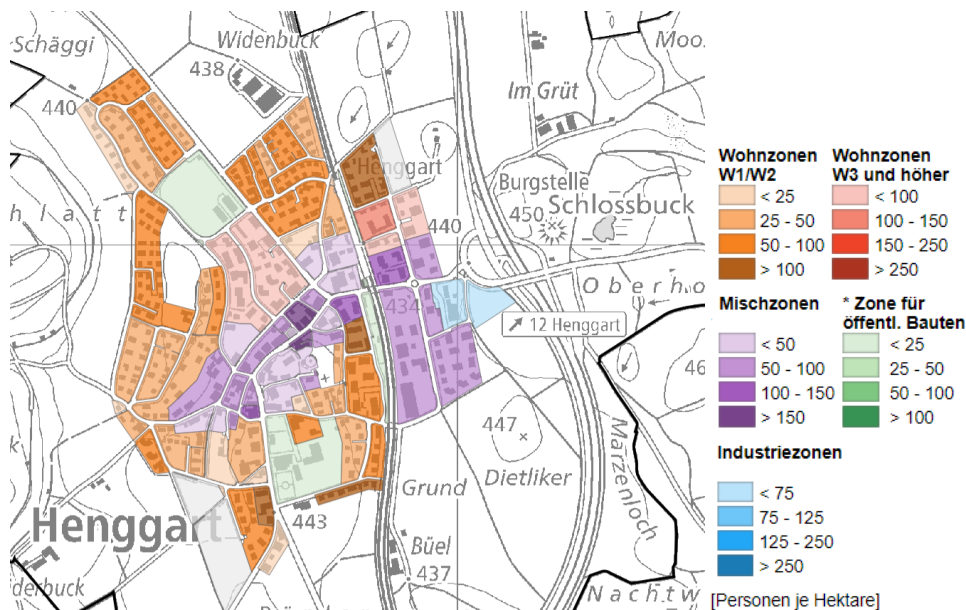 Schäggi
Widenbuck
438
Moo
440
Im Grüt
Henggart
Burgstelle
450
Schlossbuck
hlatt
440
434
Oberho
12 Henggart
46
447
Dietliker
Märzenloch
Grund
443
Henggart
Büel
437
derbuck
Nachtw
Wohnzonen W1/W2
< 25
25 - 50
50 - 100
> 100
Wohnzonen W3 und höher
< 100
100 - 150
150 - 250
> 250
Mischzonen
< 50
50 - 100
100 - 150
> 150
* Zone für öffentl. Bauten
< 25
25 - 50
50 - 100
> 100
Industriezonen
< 75
75 - 125
125 - 250
> 250
[Personen je Hektare]